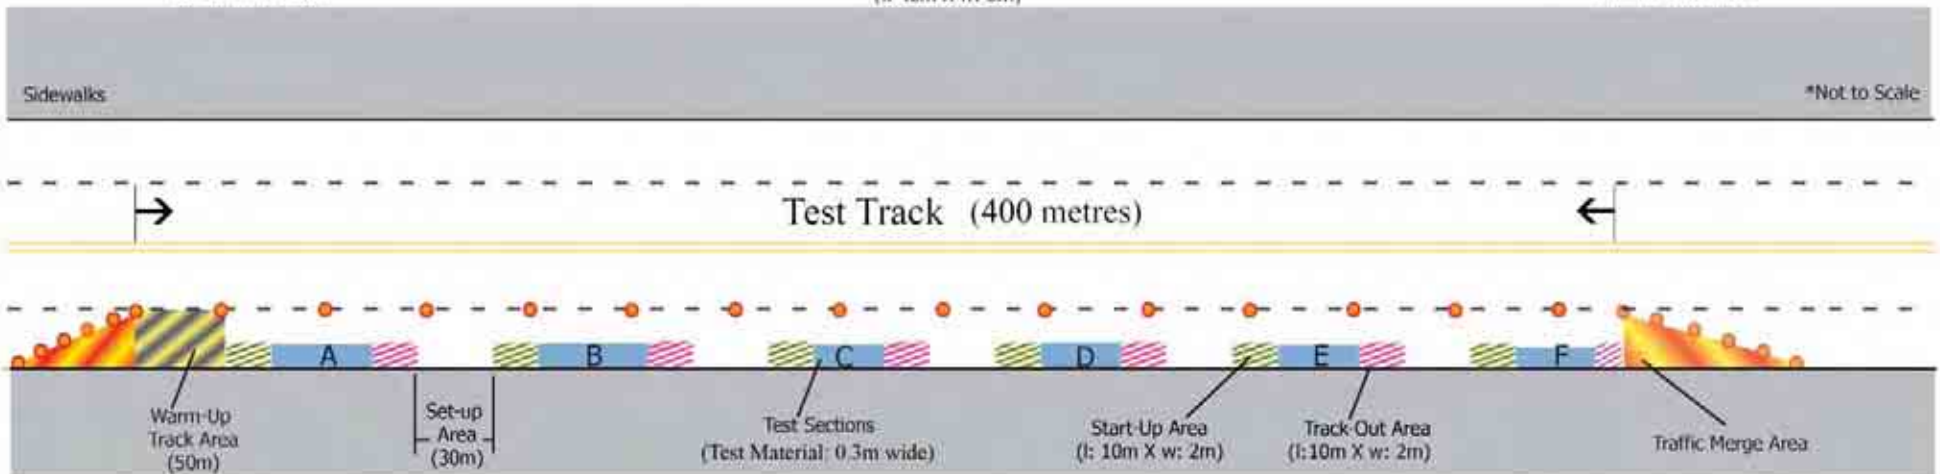 Sidewalks
*Not to Scale
Test Track (400 metres)
A
B
C
D
E
F
Warm-Up
Track Area
(50m)
Set-up
Area
(30m)
Test Sections
(Test Material: 0.3m wide)
Start-Up Area
(l: 10m X w: 2m)
Track-Out Area
(l:10m X w: 2m)
Traffic Merge Area